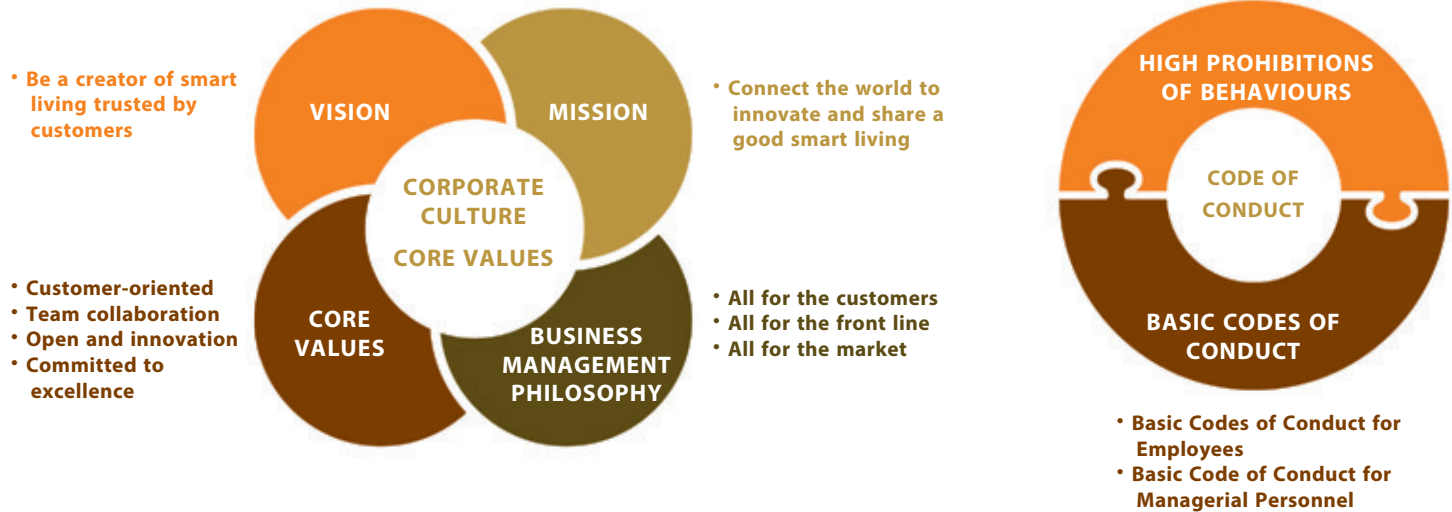 • Be a creator of smart
living trusted by
customers
VISION
MISSION
• Connect the world to
innovate and share a
good smart living
CORPORATE
CULTURE
CORE VALUES
• Customer-oriented
• Team collaboration
• Open and innovation
• Committed to
excellence
CORE
VALUES
BUSINESS
MANAGEMENT
PHILOSOPHY
• All for the customers
• All for the front line
• All for the market
HIGH PROHIBITIONS
OF BEHAVIOURS
CODE OF
CONDUCT
BASIC CODES OF
CONDUCT
• Basic Codes of Conduct for
Employees
• Basic Code of Conduct for
Managerial Personnel